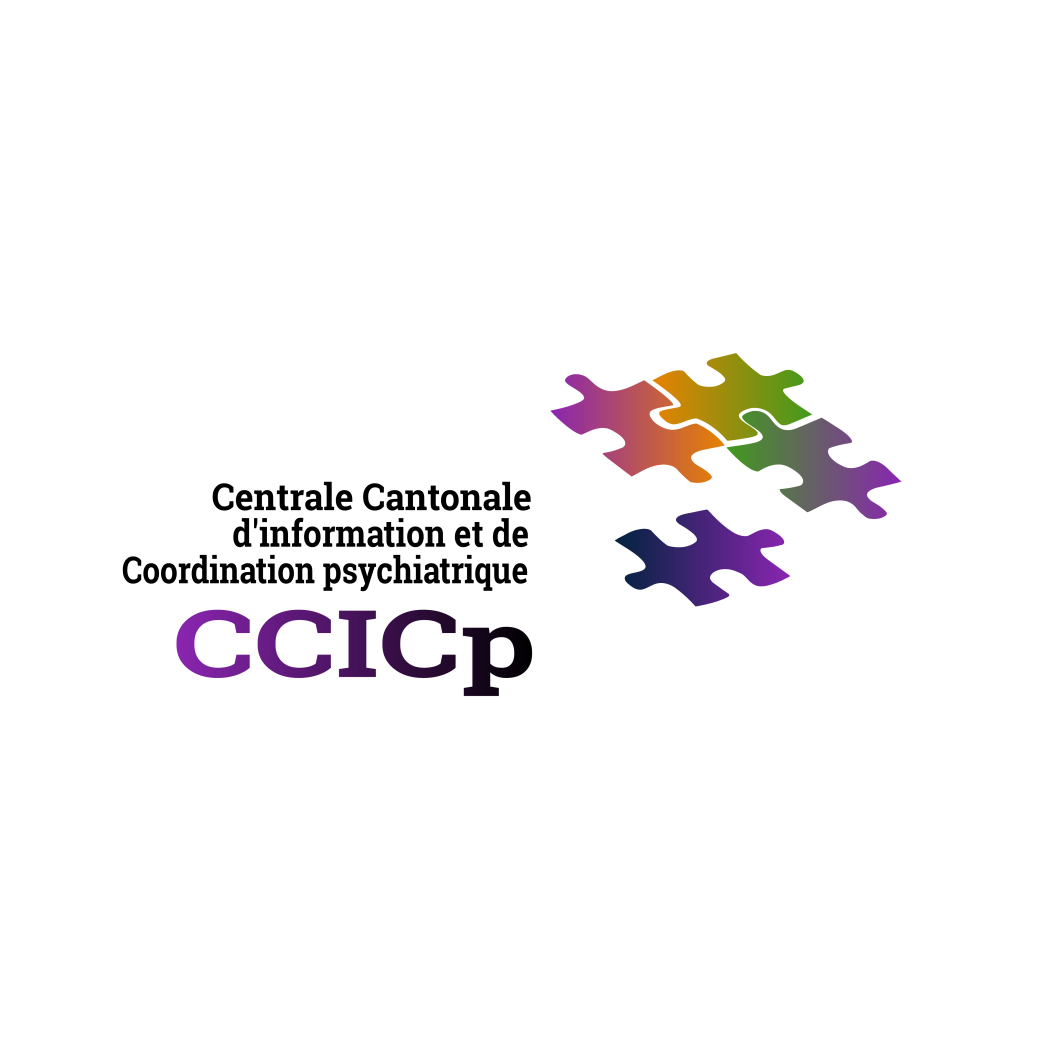 Centrale Cantonale
d'information et de
Coordination psychiatrique
CCICp